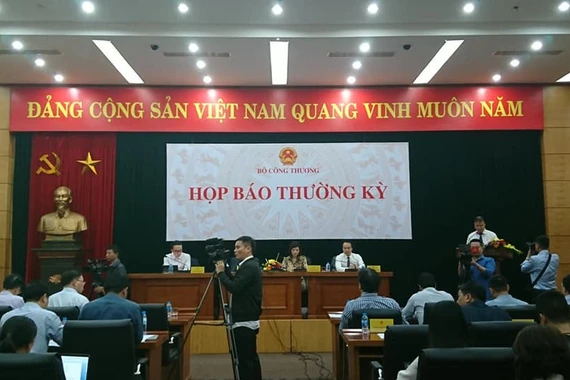 ĐẢNG CỘNG SẢN VIỆT NAM QUANG VINH MUÔN NĂM
BỘ CÔNG THƯƠNG
HỌP BÁO THƯỜNG KỲ